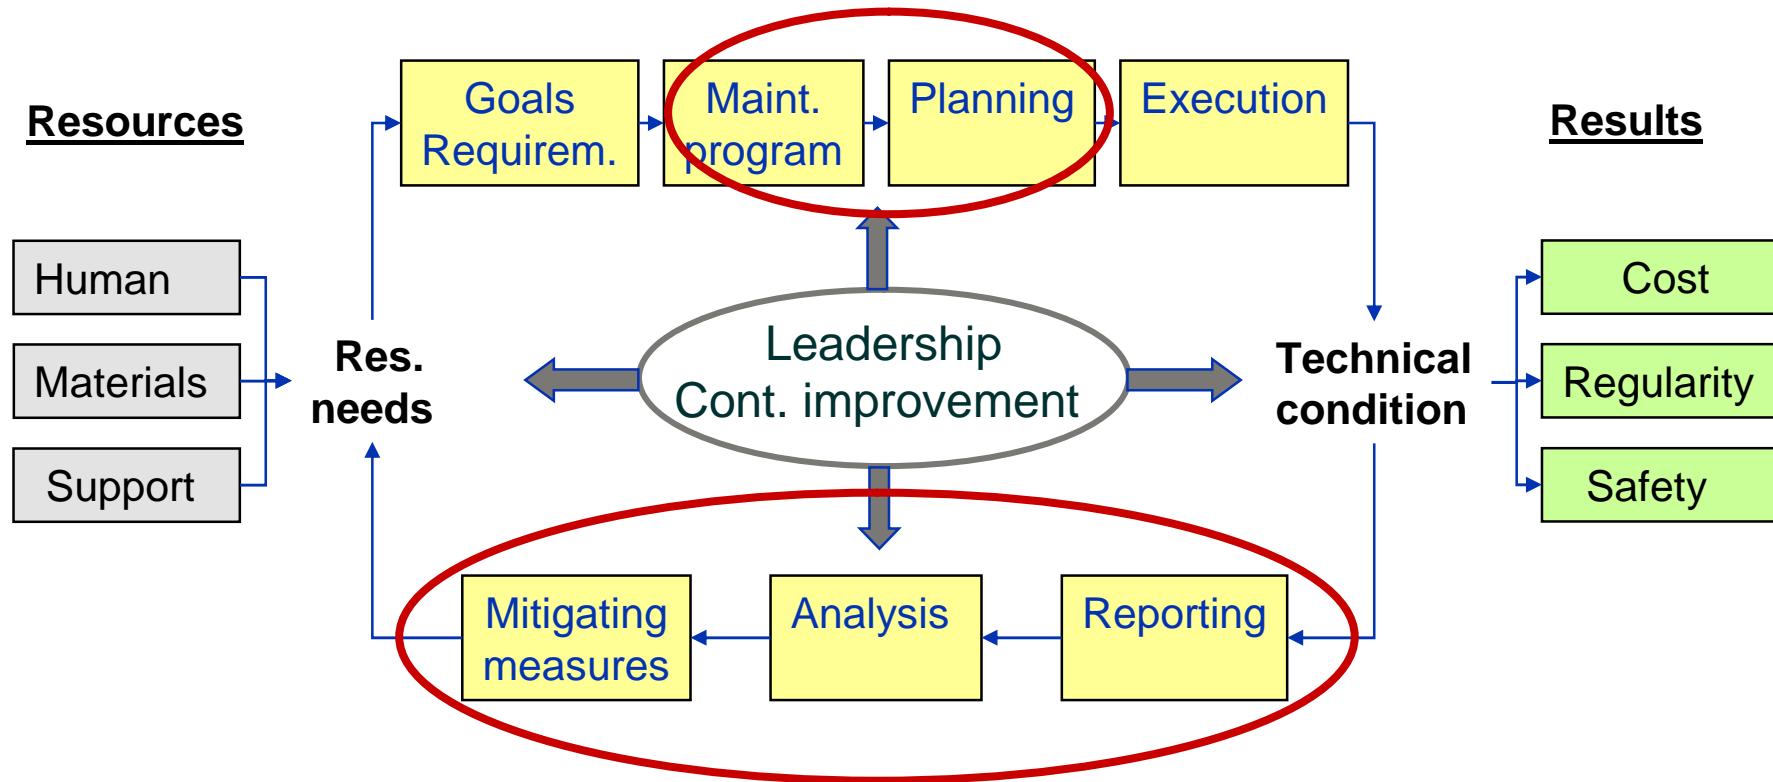 Resources
Human
Materials
Support
Res.
needs
Goals
Requirem.
Maint.
program
Planning
Execution
Leadership
Cont. improvement
Technical
condition
Mitigating
measures
Analysis
Reporting
Results
Cost
Regularity
Safety